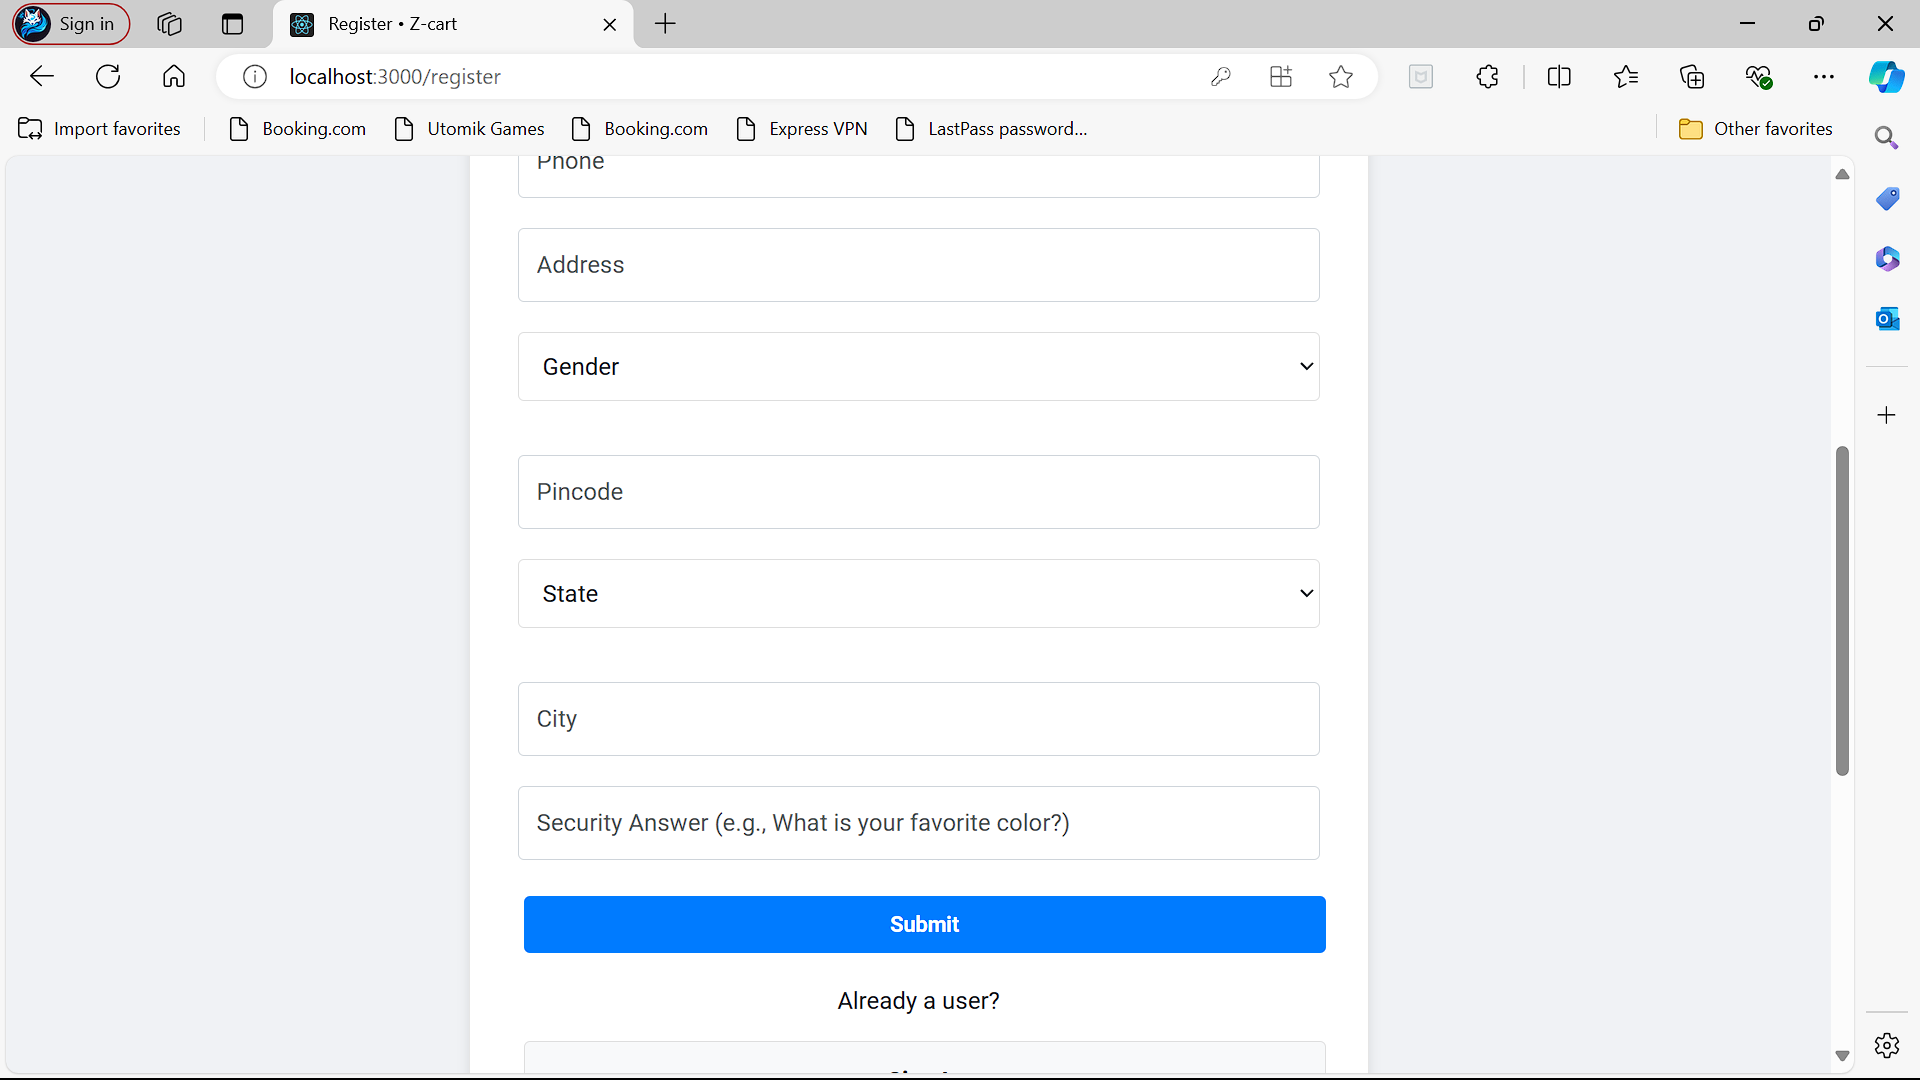 Sign in
Register • Z-cart
localhost:3000/register
Import favorites
Booking.com
Utomik Games
Booking.com
Express VPN
LastPass password...
Other favorites
Phone
Address
Gender
Pincode
State
City
Security Answer (e.g., What is your favorite color?)
Submit
Already a user?